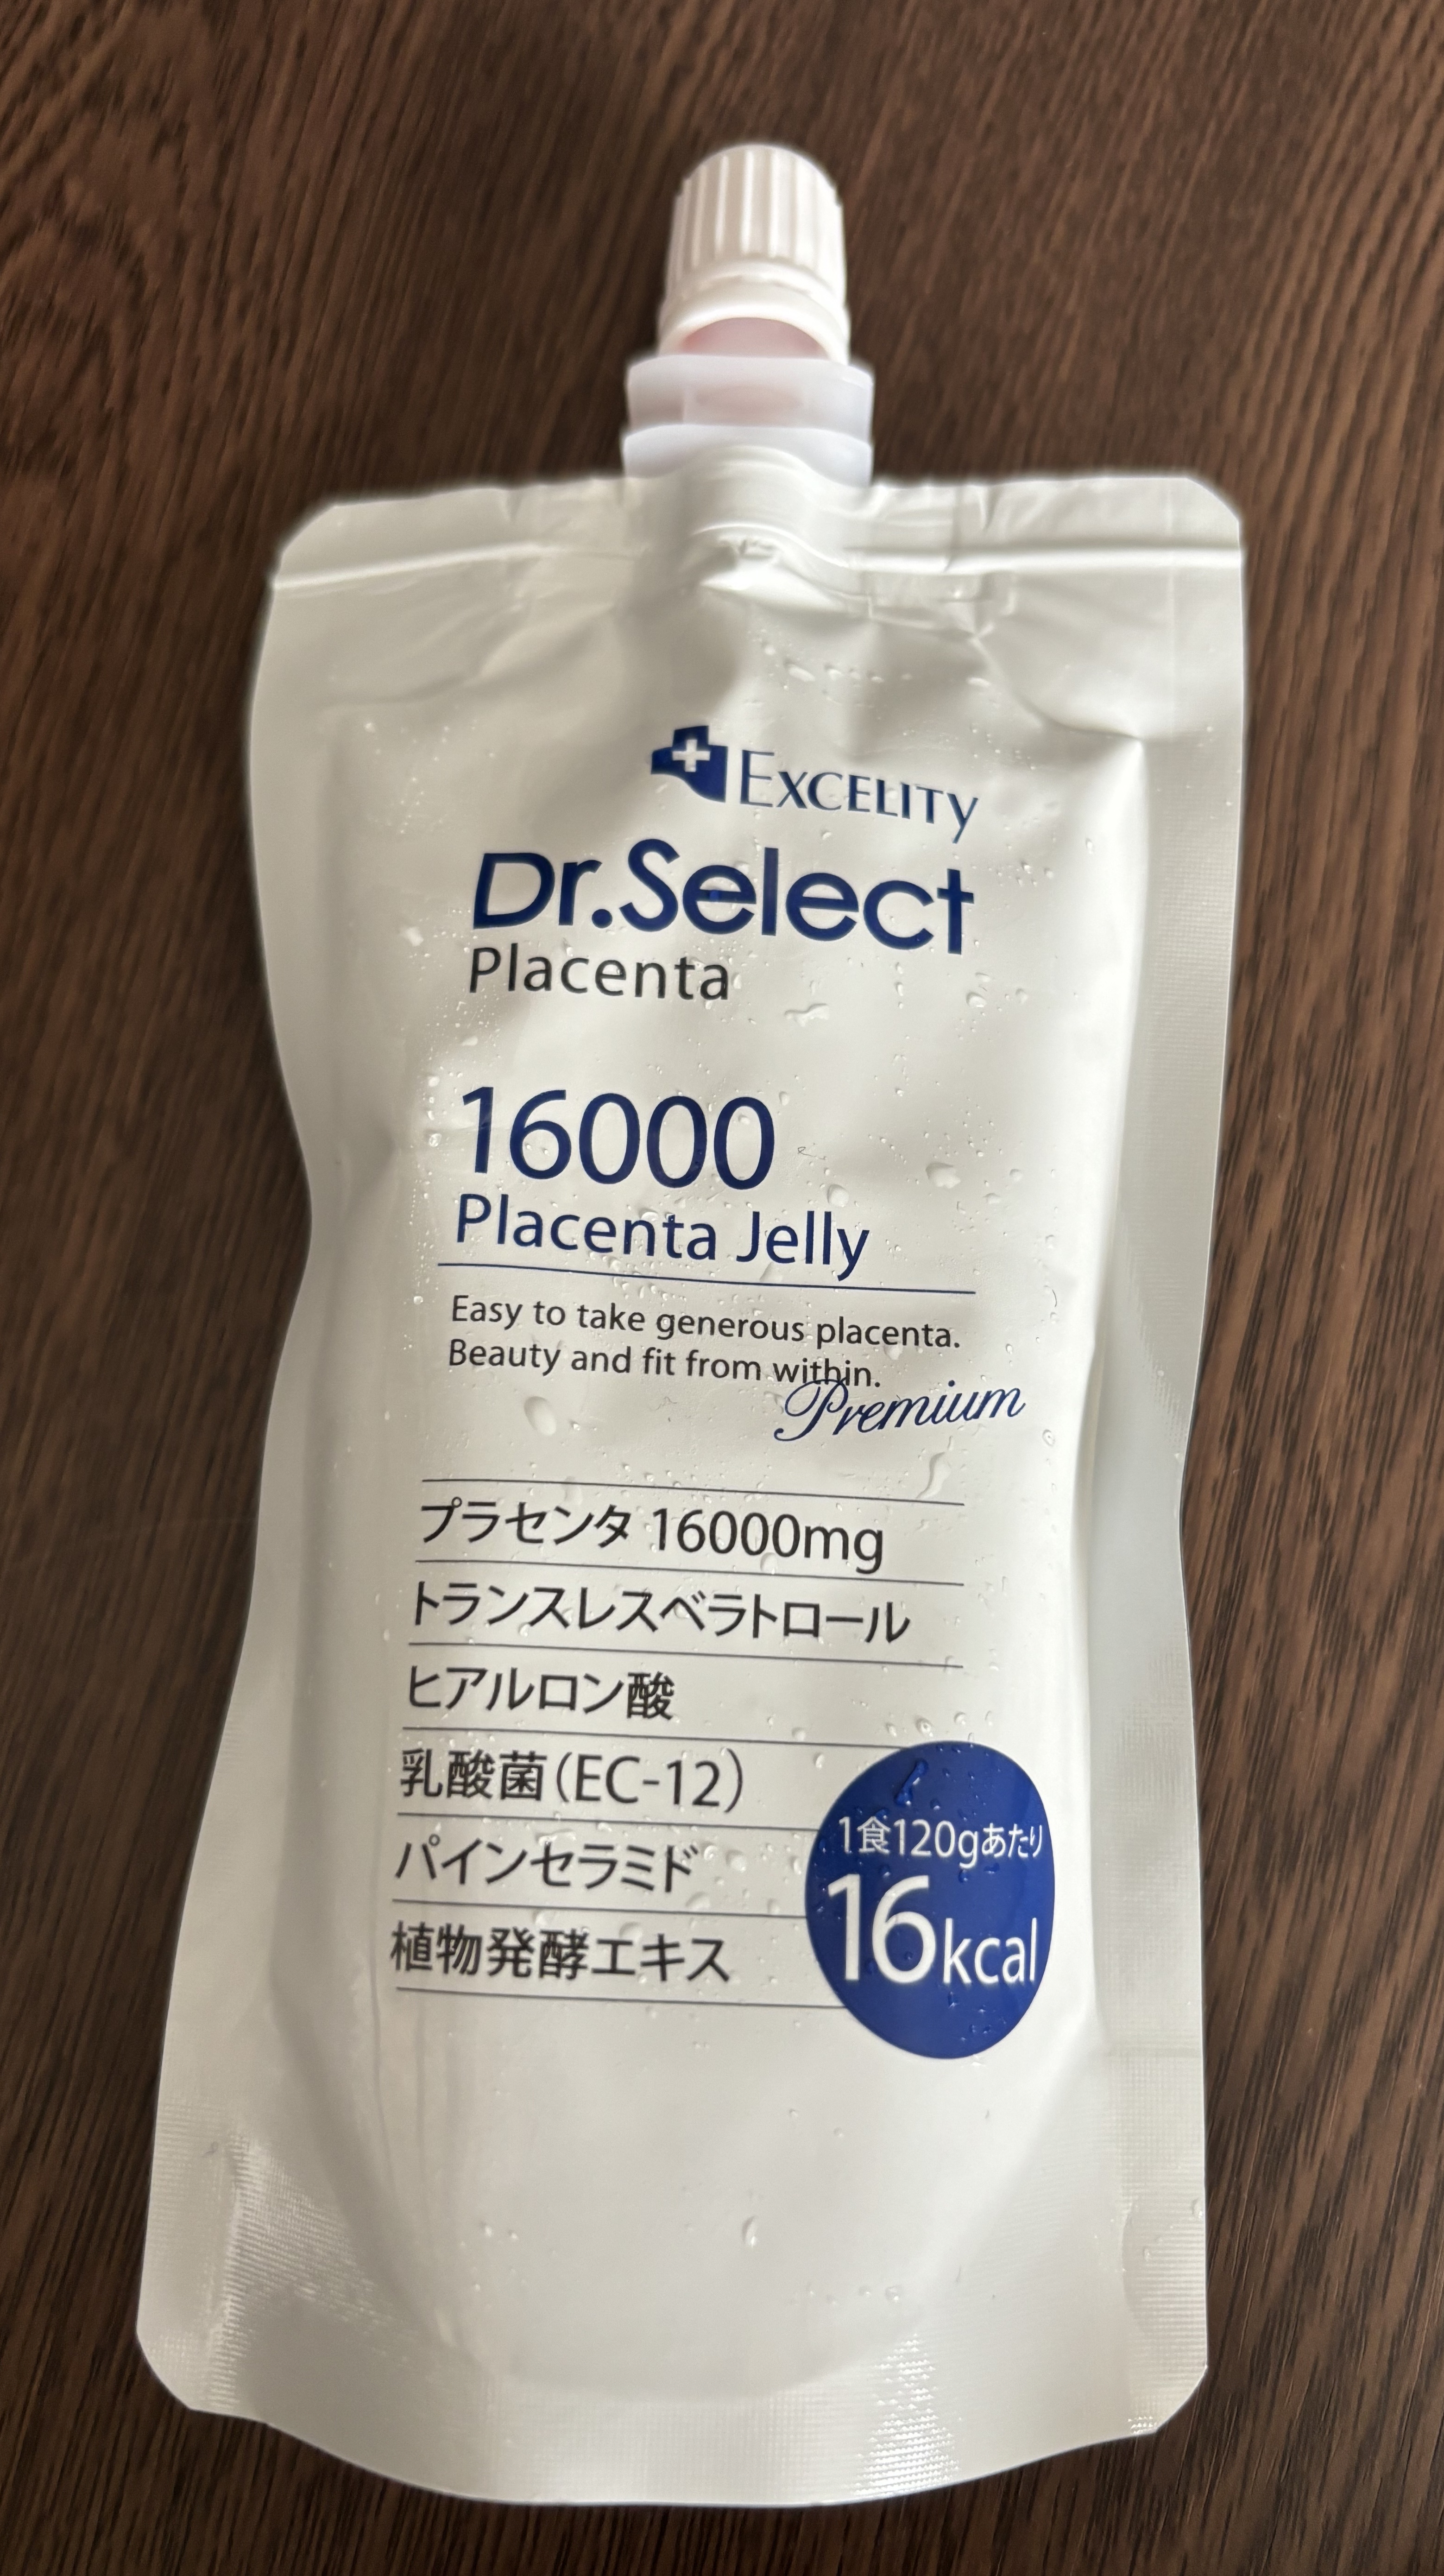 EXCELITY
Dr.Select
Placenta
16000
Placenta Jelly
Easy to take generous placenta.
Beauty and fit from within.
Premium
プラセンタ 16000mg
トランスレスベラトロール
ヒアルロン酸
乳酸菌(EC-12)
パインセラミド
植物発酵エキス
1食120gあたり
16kcal